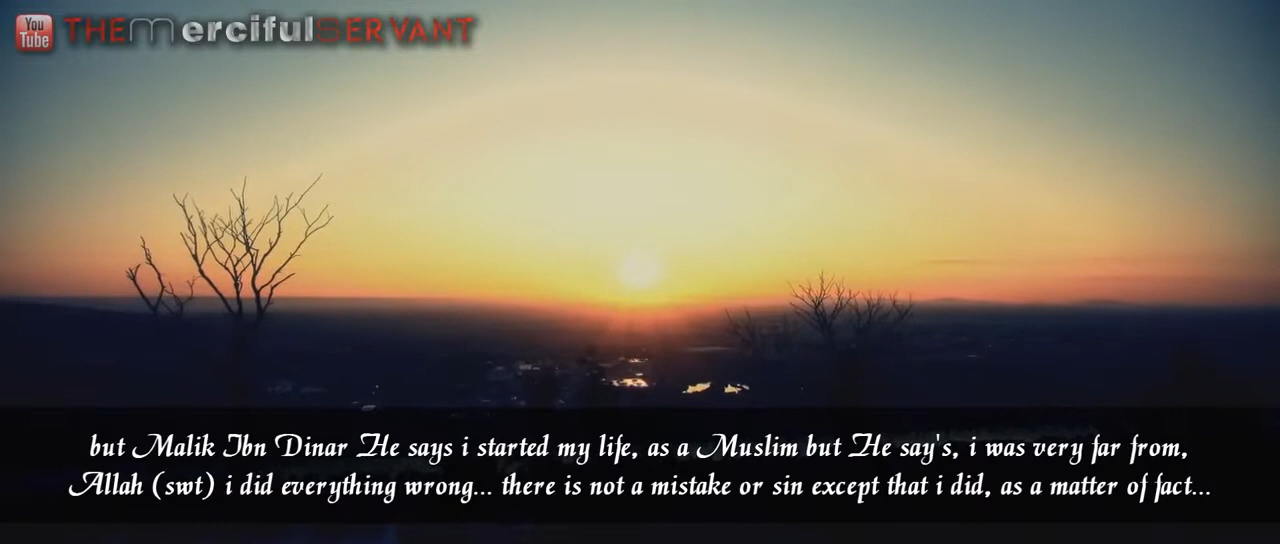 You
Tube
THEMercifulSERVANT
but Malik Ibn Dinar He says i started my life, as a Muslim but He say's, i was very far from,
Allah (swt) i did everything wrong... there is not a mistake or sin except that i did, as a matter of fact...